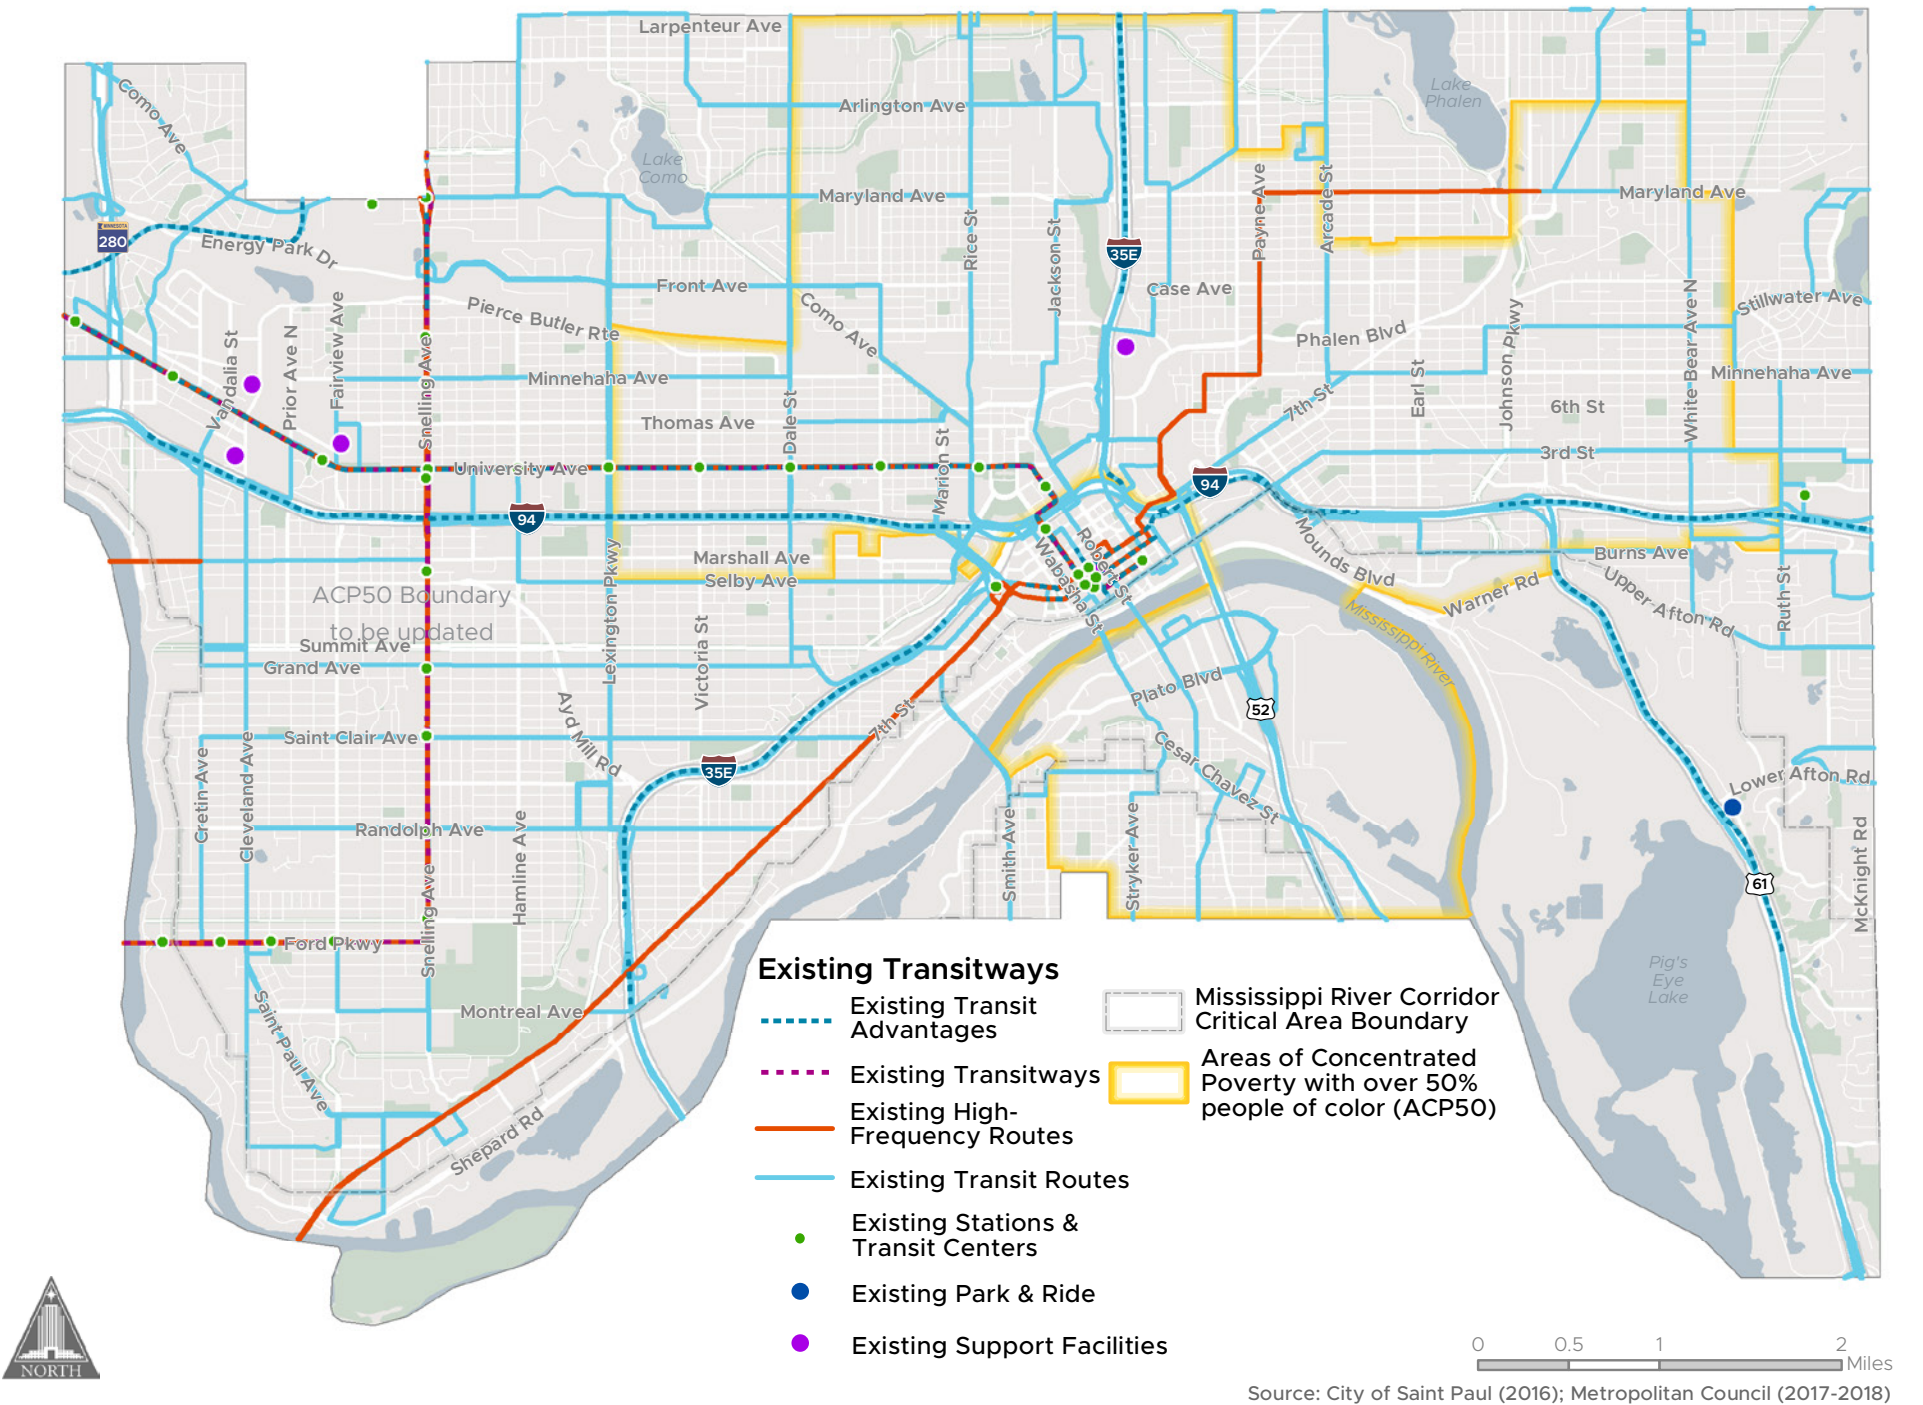 Larpenteur Ave
Como Ave
Lake
Phalen
Arlington Ave
Lake
Como
Maryland Ave
Maryland Ave
MINNESOTA
280
Energy Park Dr
Rice St
Jackson St
35E
Payne Ave
Arcade St
Front Ave
Case Ave
Pierce Butler Rte
Como Ave
Stillwater Ave
Phalen Blvd
Vandalia St
Prior Ave N
Fairview Ave
Snelling Ave
Minnehaha Ave
Minnehaha Ave
Earl St
Johnson Pkwy
White Bear Ave N
7th St
6th St
Thomas Ave
Dale St
Marion St
3rd St
University Ave
94
94
Marshall Ave
Selby Ave
Lexington Pkwy
Wabasha St
Robert St
Mounds Blvd
Burns Ave
Warner Rd
Upper Afton Rd
Ruth St
ACP50 Boundary
to be updated
Summit Ave
Grand Ave
Victoria St
Mississippi River
Plato Blvd
52
7th St
Ayd Mill Rd
Saint Clair Ave
35E
Cesar Chavez St
Lower Afton Rd
Cretin Ave
Cleveland Ave
Randolph Ave
Hamline Ave
Smith Ave
Stryker Ave
McKnight Rd
61
Snelling Ave
Ford Pkwy
Pig's
Eye
Lake
Saint Paul Ave
Montreal Ave
Shepard Rd
Existing Transitways
Existing Transit
Advantages
Existing Transitways
Existing High-
Frequency Routes
Existing Transit Routes
Existing Stations &
Transit Centers
Existing Park & Ride
Existing Support Facilities
Mississippi River Corridor
Critical Area Boundary
Areas of Concentrated
Poverty with over 50%
people of color (ACP50)
NORTH
0 0.5 1 2
Miles
Source: City of Saint Paul (2016); Metropolitan Council (2017-2018)